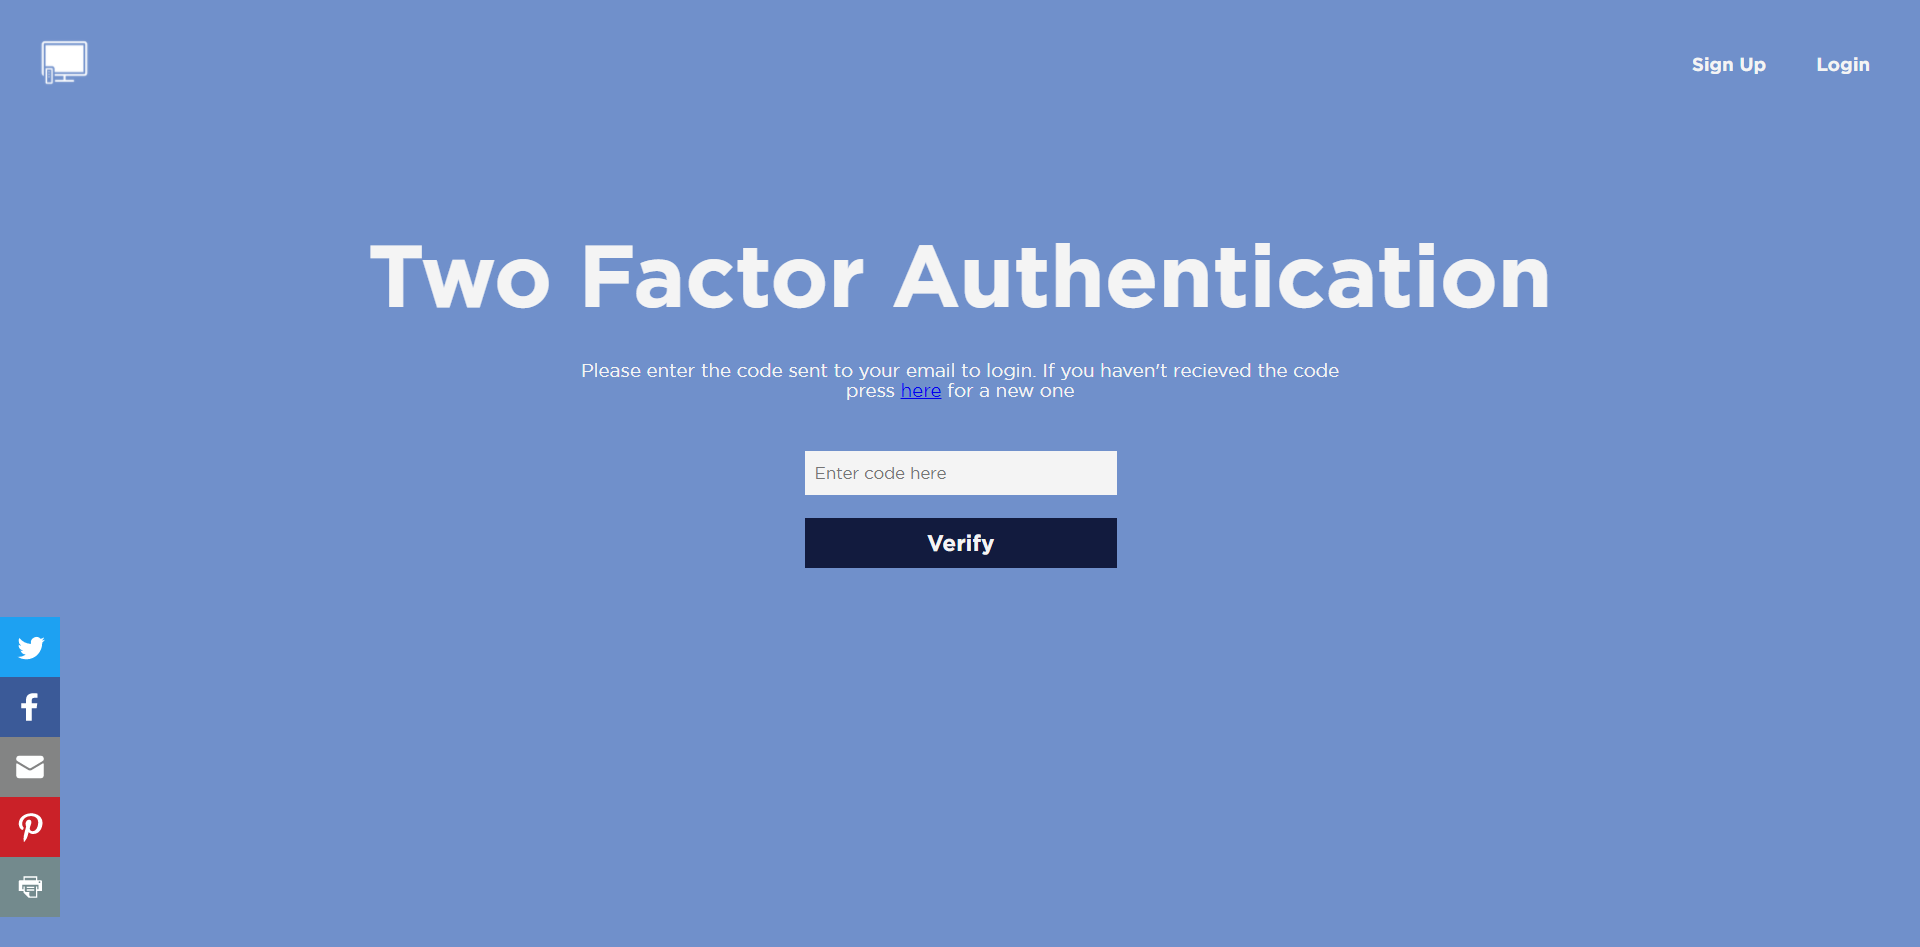 Sign Up Login
Two Factor Authentication
Please enter the code sent to your email to login. If you haven't recieved the code
press here for a new one
Enter code here
Verify